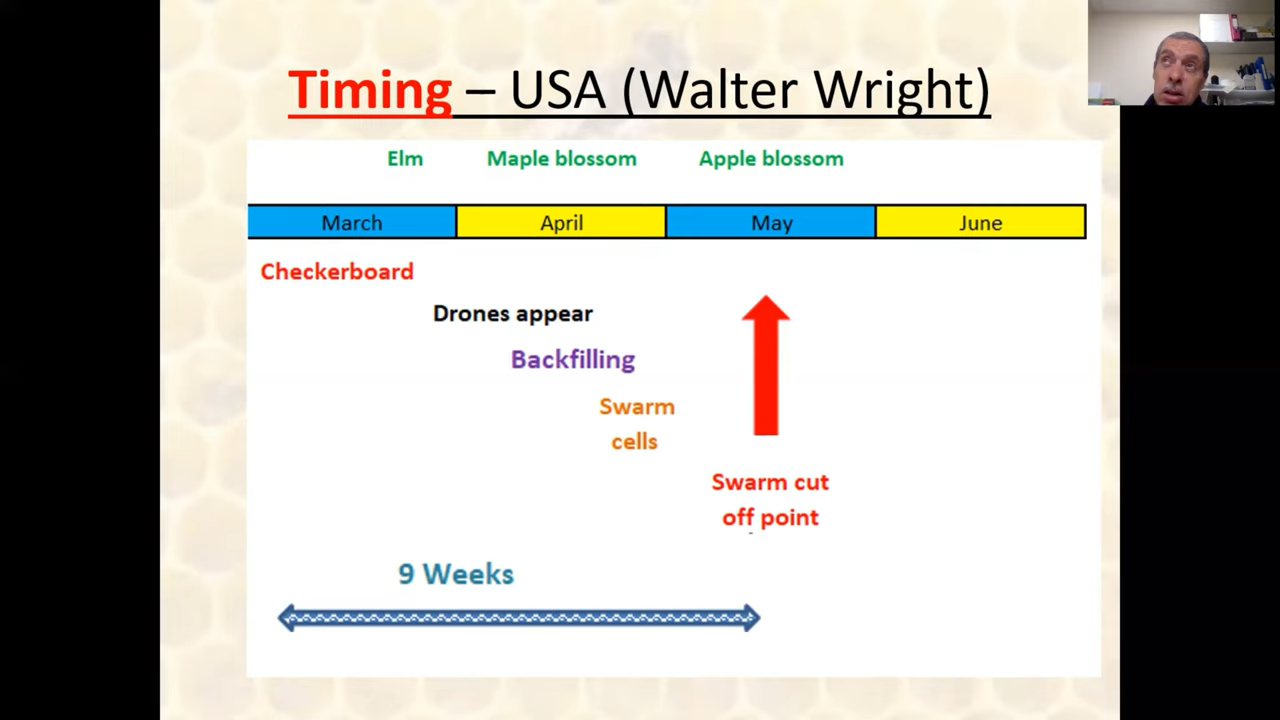 Timing – USA (Walter Wright)
Elm Maple blossom Apple blossom
March April May June
Checkerboard
Drones appear
Backfilling
Swarm
cells
Swarm cut
off point
9 Weeks